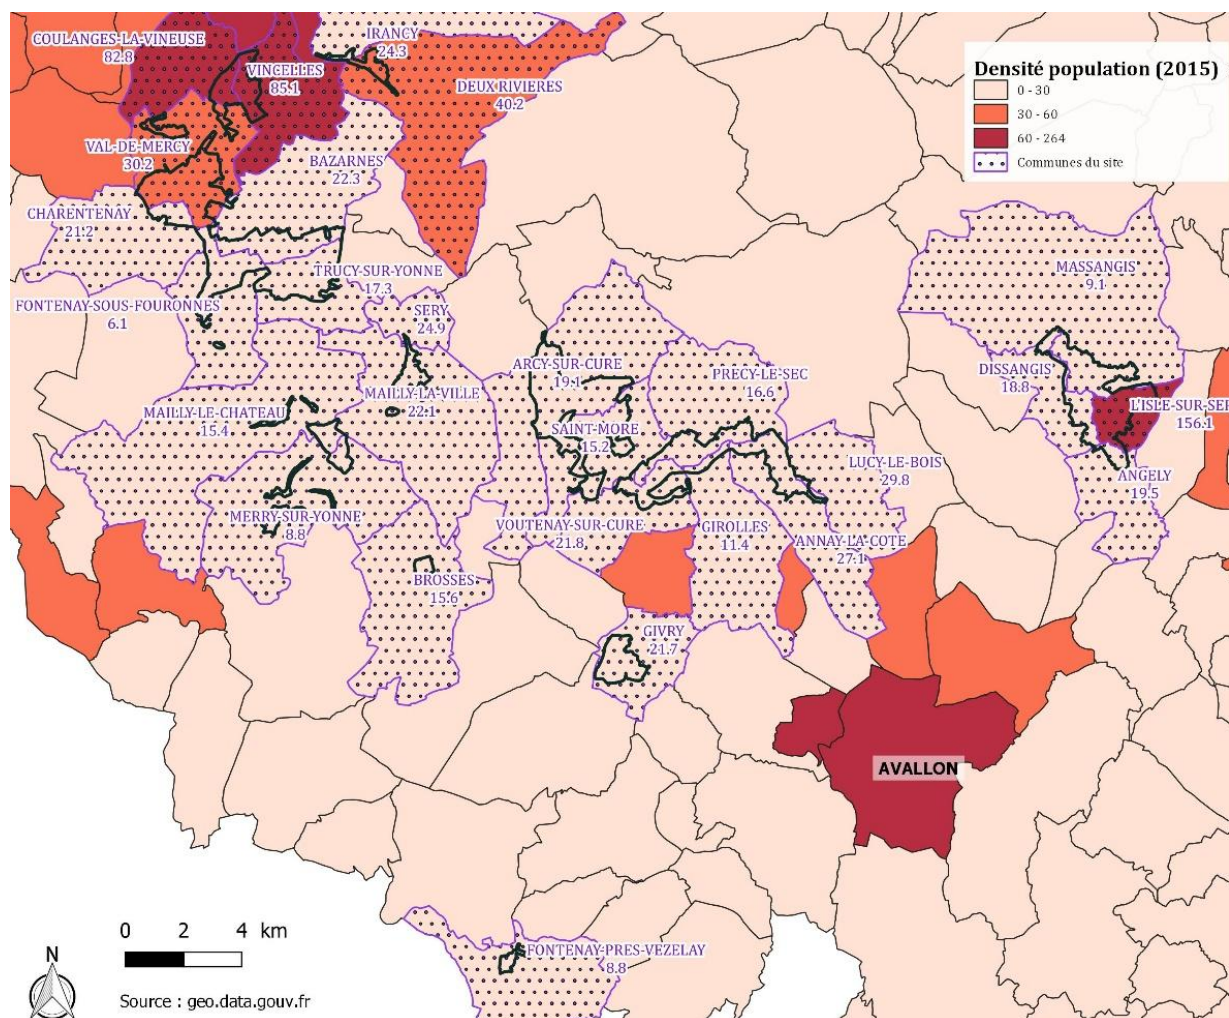 COULANGES-LA-VINEUSE
82.8
IRANCY
24.3
VINCELLES
85.1
DEUX RIVIERES
40.2
Densité population (2015)
0 - 30
30 - 60
60 - 264
Communes du site
VAL-DE-MERCY
30.2
BAZARNES
22.3
CHARENTENAY
21.2
TRUCY-SUR-YONNE
17.3
MASSANGIS
9.1
FONTENAY-SOUS-FOURONNES
6.1
SERY
24.9
ARCY-SUR-CURE
19.1
PRECY-LE-SEC
16.6
DISSANGIS
18.8
MAILLY-LA-VILLE
22.1
MAILLY-LE-CHATEAU
15.4
L'ISLE-SUR-SER
156.1
SAINT-MORE
15.2
LUCY-LE-BOIS
29.8
ANGELY
19.5
MERRY-SUR-YONNE
8.8
VOUTENAY-SUR-CURE
21.8
GIROLLES
11.4
ANNAY-LA-COTE
27.1
BROSSES
15.6
GIVRY
21.7
AVALLON
FONTENAY-PRES-VEZELAY
8.8
0 2 4 km
N
Source : geo.data.gouv.fr